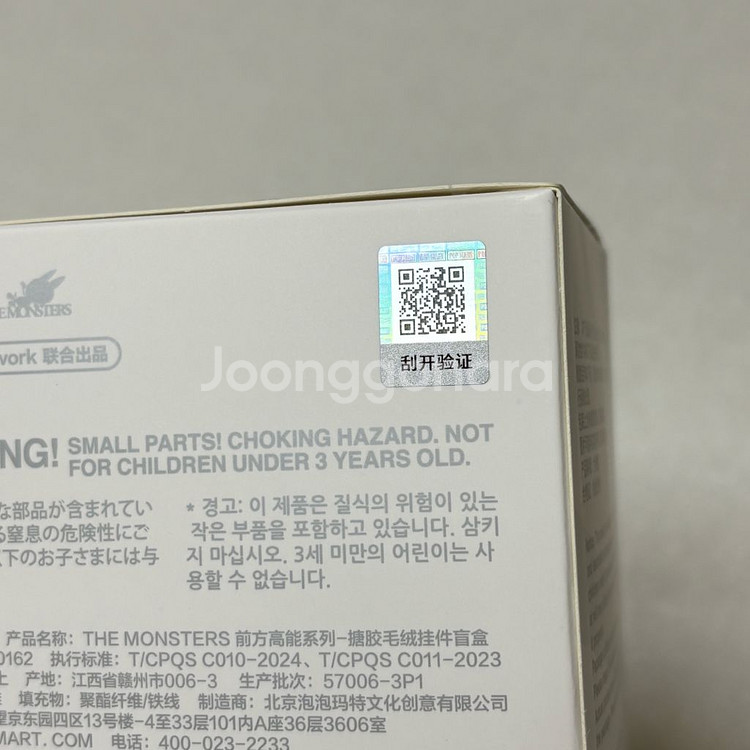 THE MONSTERS
work 联合出品
刮开验证
Joonggonara
NG! SMALL PARTS! CHOKING HAZARD. NOT
FOR CHILDREN UNDER 3 YEARS OLD.
な部品が含まれてい
る窒息の危険性にご
以下のお子さまには与
* 경고: 이 제품은 질식의 위험이 있는
작은 부품을 포함하고 있습니다. 삼키
지 마십시오. 3세 미만의 어린이는 사
용할 수 없습니다.
产品名称: THE MONSTERS 前方高能系列-搪胶毛绒挂件盲盒
0162 执行标准: T/CPQS C010-2024、T/CPQS C011-2023
产地: 江西省赣州市006-3 生产批次: 57006-3P1
填充物: 聚酯纤维/铁线 制造商: 北京泡泡玛特文化创意有限公司
望京东园四区13号楼-4至33层101内A座36层3606室
MART. COM 电话: 400-023-2233